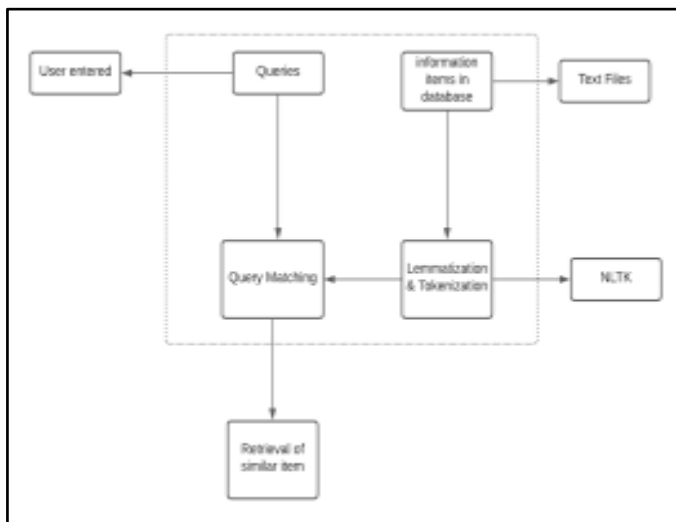 User entered
Queries
information
items in
database
Text Files
Query Matching
Lemmatization
& Tokenization
NLTK
Retrieval of
similar item